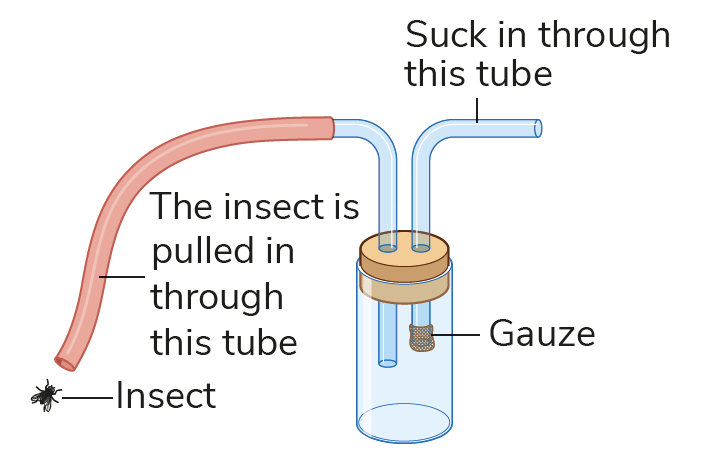 Suck in through
this tube
The insect is
pulled in
through
this tube
Gauze
Insect